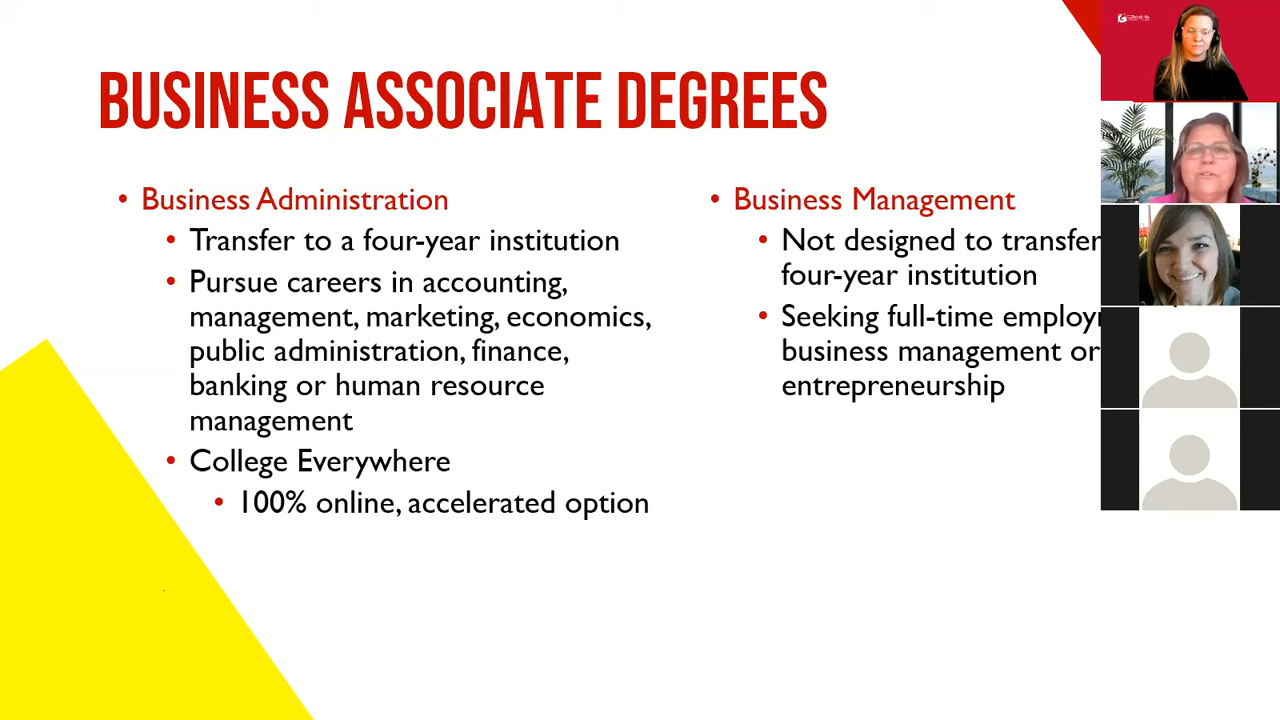 BUSINESS ASSOCIATE DEGREES
• Business Administration
• Transfer to a four-year institution
• Pursue careers in accounting,
management, marketing, economics,
public administration, finance,
banking or human resource
management
• College Everywhere
• 100% online, accelerated option
• Business Management
• Not designed to transfer
four-year institution
• Seeking full-time
business management or
entrepreneurship